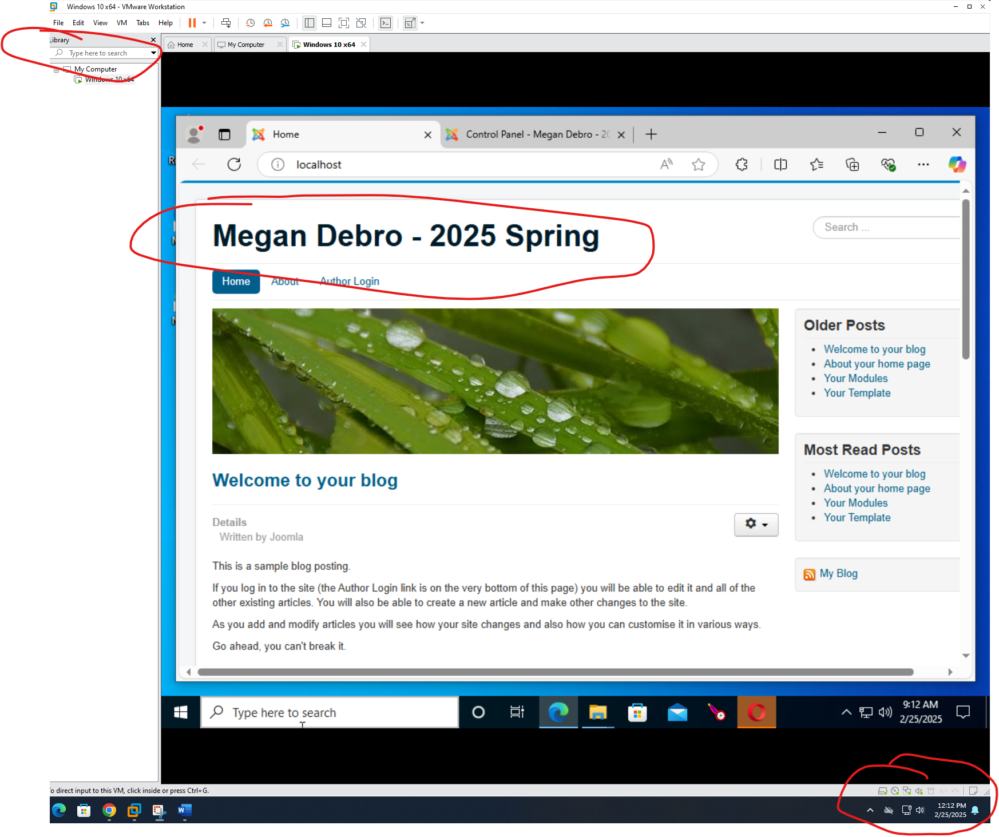 Windows 10 x64 - VMware Workstation
File Edit View VM Tabs Help
Library
Type here to search
My Computer
Windows 10 x64
Home
My Computer
Windows 10 x64
Home
Control Panel - Megan Debro - 20
localhost
Megan Debro - 2025 Spring
Search ...
Home About Author Login
Welcome to your blog
Details
Written by Joomla
This is a sample blog posting.
If you log in to the site (the Author Login link is on the very bottom of this page) you will be able to edit it and all of the
other existing articles. You will also be able to create a new article and make other changes to the site.
As you add and modify articles you will see how your site changes and also how you can customise it in various ways.
Go ahead, you can't break it.
Older Posts
Welcome to your blog
About your home page
Your Modules
Your Template
Most Read Posts
Welcome to your blog
About your home page
Your Modules
Your Template
My Blog
Type here to search
9:12 AM
2/25/2025
To direct input to this VM, click inside or press Ctrl+G.
12:12 PM
2/25/2025